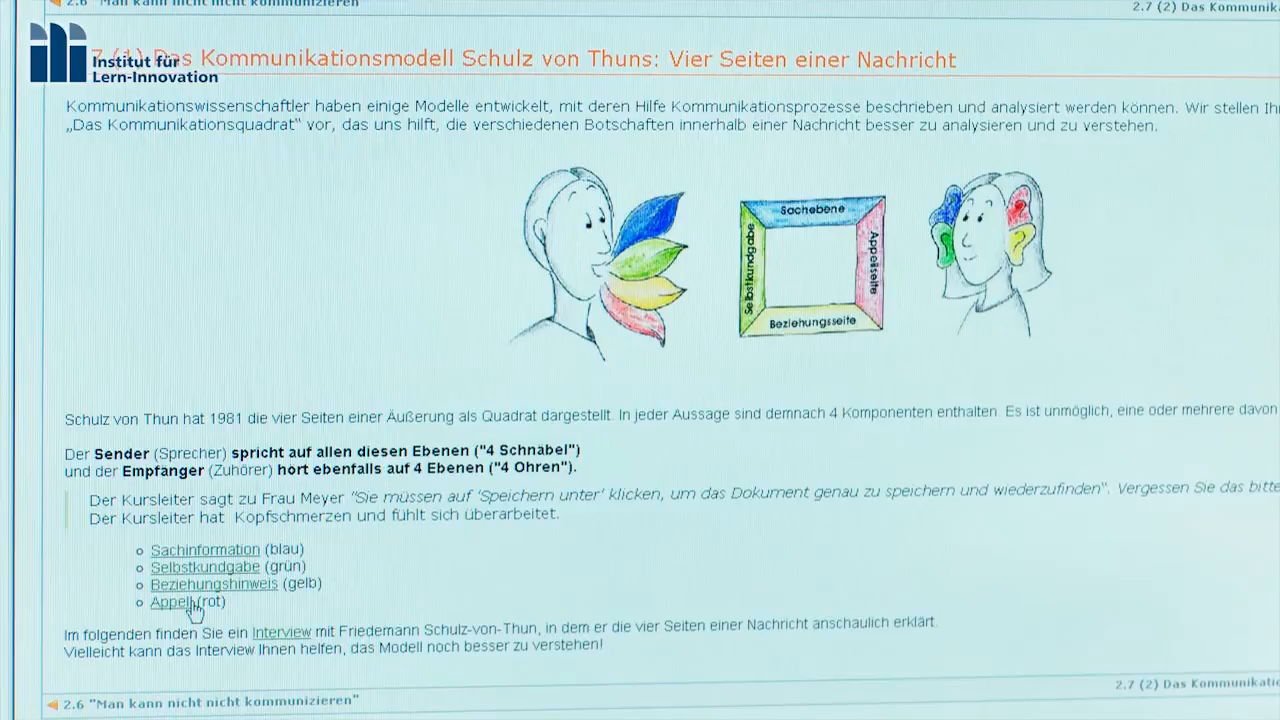 2.6 "Man kann nicht nicht kommunizieren
2.7 (2) Das Kommunik
Institut für
Lern-Innovation
7 (1) Das Kommunikationsmodell Schulz von Thuns: Vier Seiten einer Nachricht
Kommunikationswissenschaftler haben einige Modelle entwickelt, mit deren Hilfe Kommunikationsprozesse beschrieben und analysiert werden können. Wir stellen Ih
„Das Kommunikationsquadrat" vor, das uns hilft, die verschiedenen Botschaften innerhalb einer Nachricht besser zu analysieren und zu verstehen.
Sachebene
Selbstkundgabe
Appellseite
Beziehungsseite
Schulz von Thun hat 1981 die vier Seiten einer Äußerung als Quadrat dargestellt. In jeder Aussage sind demnach 4 Komponenten enthalten. Es ist unmöglich, eine oder mehrere davon
Der Sender (Sprecher) spricht auf allen diesen Ebenen ("4 Schnäbel")
und der Empfänger (Zuhörer) hört ebenfalls auf 4 Ebenen ("4 Ohren").
Der Kursleiter sagt zu Frau Meyer "Sie müssen auf 'Speichern unter' klicken, um das Dokument genau zu speichern und wiederzufinden". Vergessen Sie das bitte
Der Kursleiter hat Kopfschmerzen und fühlt sich überarbeitet.
Sachinformation (blau)
Selbstkundgabe (grün)
Beziehungshinweis (gelb)
Appell (rot)
Im folgenden finden Sie ein Interview mit Friedemann Schulz-von-Thun, in dem er die vier Seiten einer Nachricht anschaulich erklärt.
Vielleicht kann das Interview Ihnen helfen, das Modell noch besser zu verstehen!
2.6 "Man kann nicht nicht kommunizieren"
2.7 (2) Das Kommunikatio